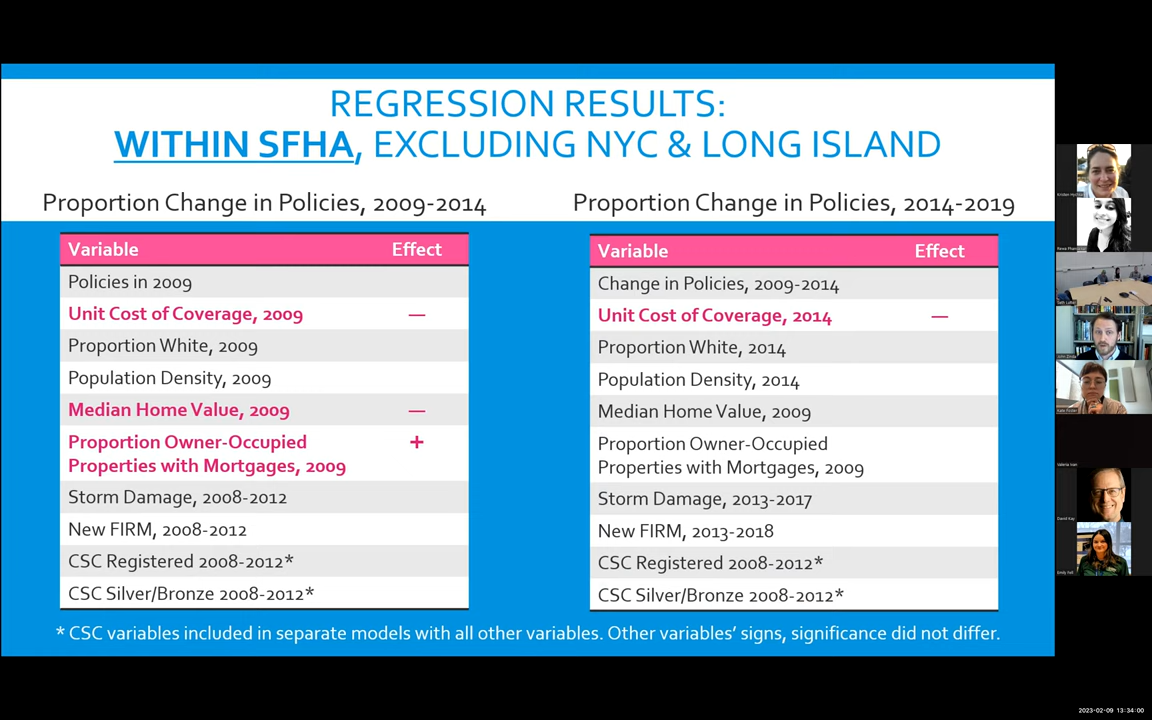 REGRESSION RESULTS:
WITHIN SFHA, EXCLUDING NYC & LONG ISLAND
Proportion Change in Policies, 2009-2014
Variable Effect
Policies in 2009
Unit Cost of Coverage, 2009 —
Proportion White, 2009
Population Density, 2009
Median Home Value, 2009 —
Proportion Owner-Occupied +
Properties with Mortgages, 2009
Storm Damage, 2008-2012
New FIRM, 2008-2012
CSC Registered 2008-2012*
CSC Silver/Bronze 2008-2012*
Proportion Change in Policies, 2014-2019
Variable Effect
Change in Policies, 2009-2014
Unit Cost of Coverage, 2014 —
Proportion White, 2014
Population Density, 2014
Median Home Value, 2009
Proportion Owner-Occupied
Properties with Mortgages, 2009
Storm Damage, 2013-2017
New FIRM, 2013-2018
CSC Registered 2008-2012*
CSC Silver/Bronze 2008-2012*
* CSC variables included in separate models with all other variables. Other variables’ signs, significance did not differ.
David Kay
2023-02-09 13:34:00